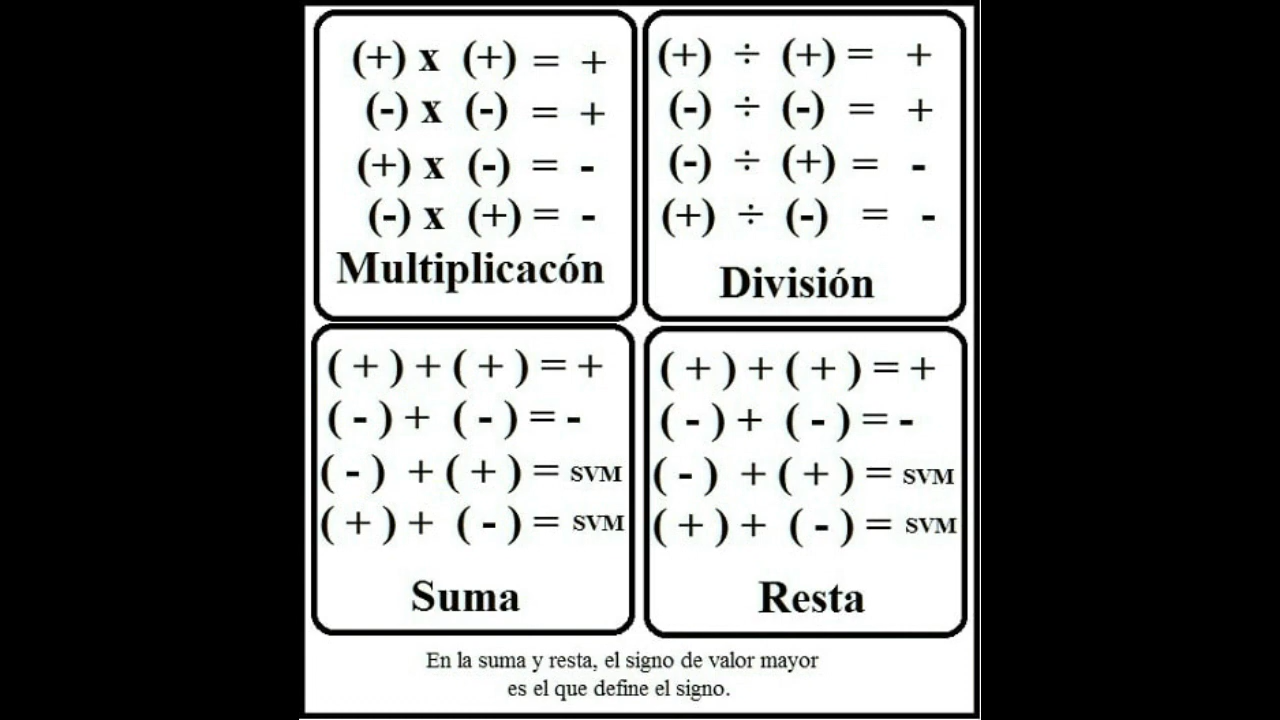 (+) x (+) = +
(-) x (-) = +
(+) x (-) = -
(-) x (+) = -
Multiplicacón
(+) ÷ (+) = +
(-) ÷ (-) = +
(-) ÷ (+) = -
(+) ÷ (-) = -
División
( + ) + ( + ) = +
( - ) + ( - ) = -
( - ) + ( + ) = SVM
( + ) + ( - ) = SVM
Suma
( + ) + ( + ) = +
( - ) + ( - ) = -
( - ) + ( + ) = SVM
( + ) + ( - ) = SVM
Resta
En la suma y resta, el signo de valor mayor
es el que define el signo.